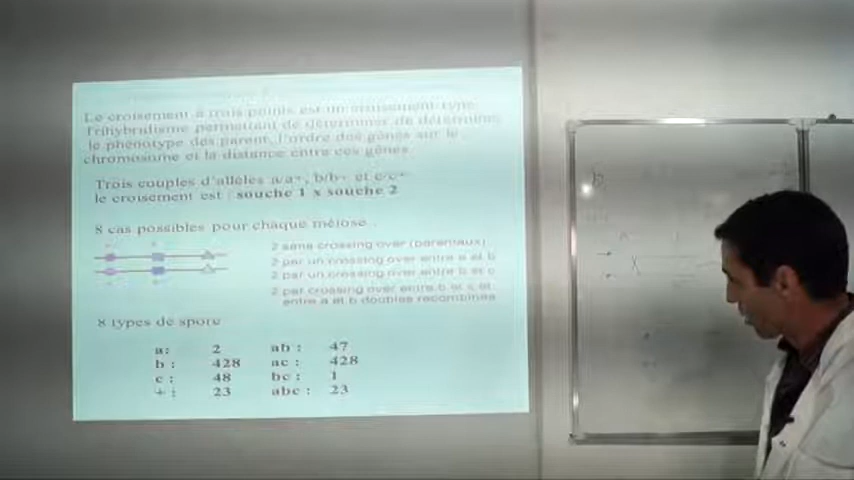 Le croisement à trois points est un croisement type
Trihybridisme permettant de déterminer de détermine
le phénotype des parent, l'ordre des gènes sur le
chromosome et la distance entre ces gènes.
Trois couples d'allèles a/a+, b/b+ et c/c+
le croisement est : souche 1 x souche 2
8 cas possibles pour chaque méiose :
2 sans crossing over (parentaux)
2 par un crossing over entre a et b
2 par un crossing over entre b et c
2 par crossing over entre b et c et
entre a et b doubles recombinés
8 types de spore
a: 2 ab : 47
b : 428 ac : 428
c : 48 bc : 1
+ : 23 abc : 23